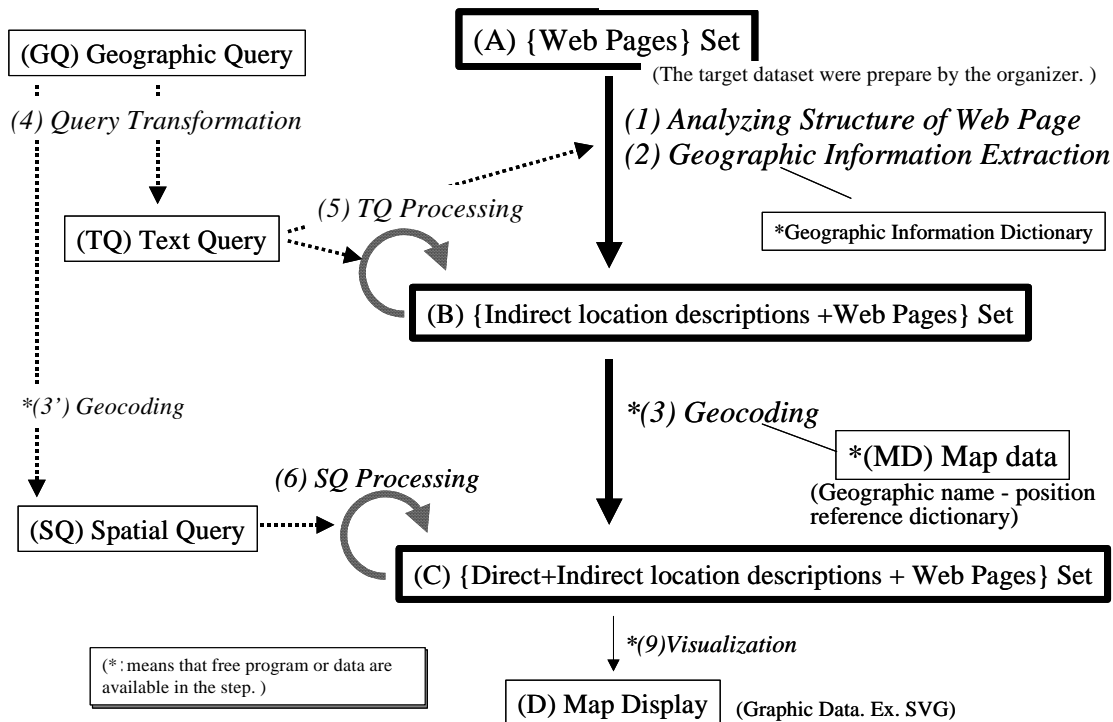 (A) {Web Pages} Set
(GQ) Geographic Query
(The target dataset were prepare by the organizer. )
(4) Query Transformation
(1) Analyzing Structure of Web Page
(2) Geographic Information Extraction
(5) TQ Processing
(TQ) Text Query
*Geographic Information Dictionary
(B) {Indirect location descriptions +Web Pages} Set
*(3’) Geocoding
*(3) Geocoding
*(MD) Map data
(Geographic name - position
reference dictionary)
(6) SQ Processing
(SQ) Spatial Query
(C) {Direct+Indirect location descriptions + Web Pages} Set
*(9)Visualization
(* : means that free program or data are
available in the step. )
(D) Map Display
(Graphic Data. Ex. SVG)